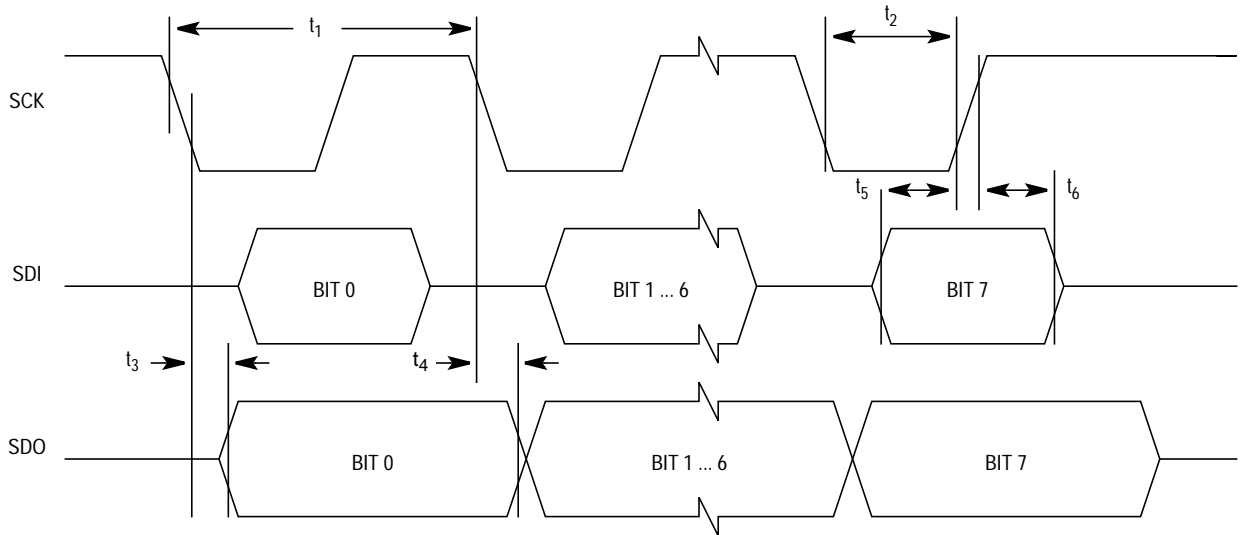 t1
t2
SCK
t5
t6
SDI
BIT 0
BIT 1 ... 6
BIT 7
t3
t4
SDO
BIT 0
BIT 1 ... 6
BIT 7